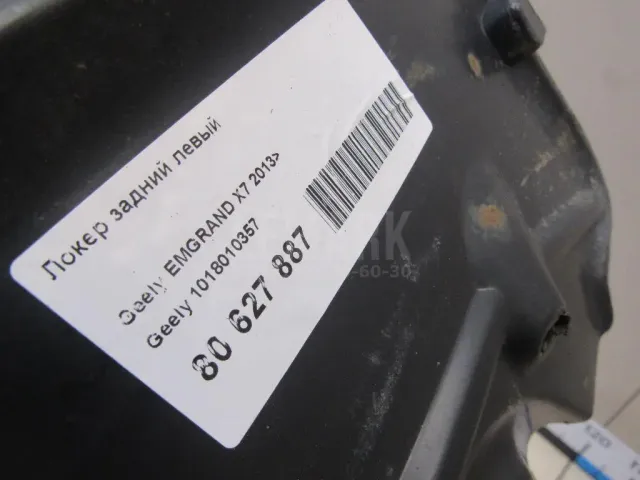 Локер задний левый
Geely EMGRAND X7 2013>
Geely 1018010357
80 627 887